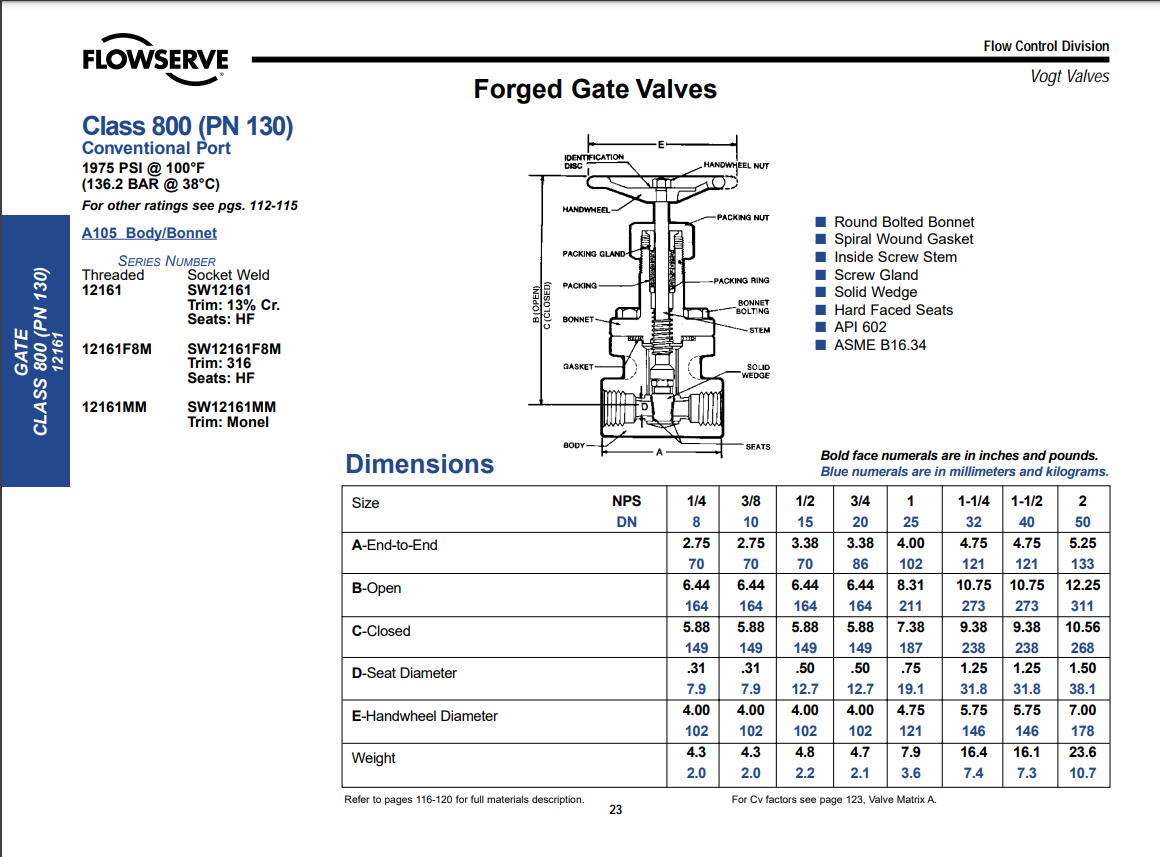 FLOWSERVE
Flow Control Division
Vogt Valves
Forged Gate Valves
Class 800 (PN 130)
Conventional Port
1975 PSI @ 100°F
(136.2 BAR @ 38°C)
For other ratings see pgs. 112-115
A105 Body/Bonnet
SERIES NUMBER
Threaded Socket Weld
12161 SW12161
Trim: 13% Cr.
Seats: HF
12161F8M SW12161F8M
Trim: 316
Seats: HF
12161MM SW12161MM
Trim: Monel
GATE
CLASS 800 (PN 130)
12161
E
IDENTIFICATION
DISC
HANDWHEEL NUT
HANDWHEEL
PACKING NUT
PACKING GLAND
PACKING RING
PACKING
B (OPEN)
C (CLOSED)
BONNET
BOLTING
BONNET
STEM
GASKET
SOLID
WEDGE
D
BODY
A
SEATS
Round Bolted Bonnet
Spiral Wound Gasket
Inside Screw Stem
Screw Gland
Solid Wedge
Hard Faced Seats
API 602
ASME B16.34
Dimensions
Bold face numerals are in inches and pounds.
Blue numerals are in millimeters and kilograms.
Size NPS 1/4 3/8 1/2 3/4 1 1-1/4 1-1/2 2
DN 8 10 15 20 25 32 40 50
A-End-to-End 2.75 2.75 3.38 3.38 4.00 4.75 4.75 5.25
70 70 70 86 102 121 121 133
B-Open 6.44 6.44 6.44 6.44 8.31 10.75 10.75 12.25
164 164 164 164 211 273 273 311
C-Closed 5.88 5.88 5.88 5.88 7.38 9.38 9.38 10.56
149 149 149 149 187 238 238 268
D-Seat Diameter .31 .31 .50 .50 .75 1.25 1.25 1.50
7.9 7.9 12.7 12.7 19.1 31.8 31.8 38.1
E-Handwheel Diameter 4.00 4.00 4.00 4.00 4.75 5.75 5.75 7.00
102 102 102 102 121 146 146 178
Weight 4.3 4.3 4.8 4.7 7.9 16.4 16.1 23.6
2.0 2.0 2.2 2.1 3.6 7.4 7.3 10.7
Refer to pages 116-120 for full materials description.
For Cv factors see page 123, Valve Matrix A.
23